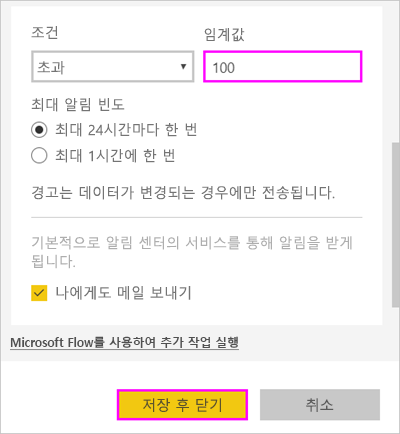 조건
임계값
초과
100
최대 알림 빈도
최대 24시간마다 한 번
최대 1시간에 한 번
경고는 데이터가 변경되는 경우에만 전송됩니다.
기본적으로 알림 센터의 서비스를 통해 알림을 받게
됩니다.
나에게도 메일 보내기
Microsoft Flow를 사용하여 추가 작업 실행
저장 후 닫기
취소